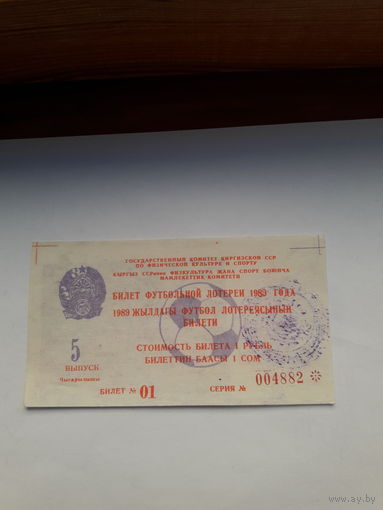 ГОСУДАРСТВЕННЫЙ КОМИТЕТ КИРГИЗСКОЙ ССР
ПО ФИЗИЧЕСКОЙ КУЛЬТУРЕ И СПОРТУ
КЫРГЫЗ ССРинин ФИЗКУЛЬТУРА ЖАНА СПОРТ БОЮНЧА
МАМЛЕКЕТТИК КОМИТЕТИ
БИЛЕТ ФУТБОЛЬНОЙ ЛОТЕРЕИ 1989 ГОДА
1989 ЖЫЛДАГЫ ФУТБОЛ ЛОТЕРЕЯСЫНЫН
БИЛЕТИ
СТОИМОСТЬ БИЛЕТА 1 РУБЛЬ
БИЛЕТТИН БААСЫ 1 СОМ
5
ВЫПУСК
БИЛЕТ № 01
СЕРИЯ № 004882
www.ay.by